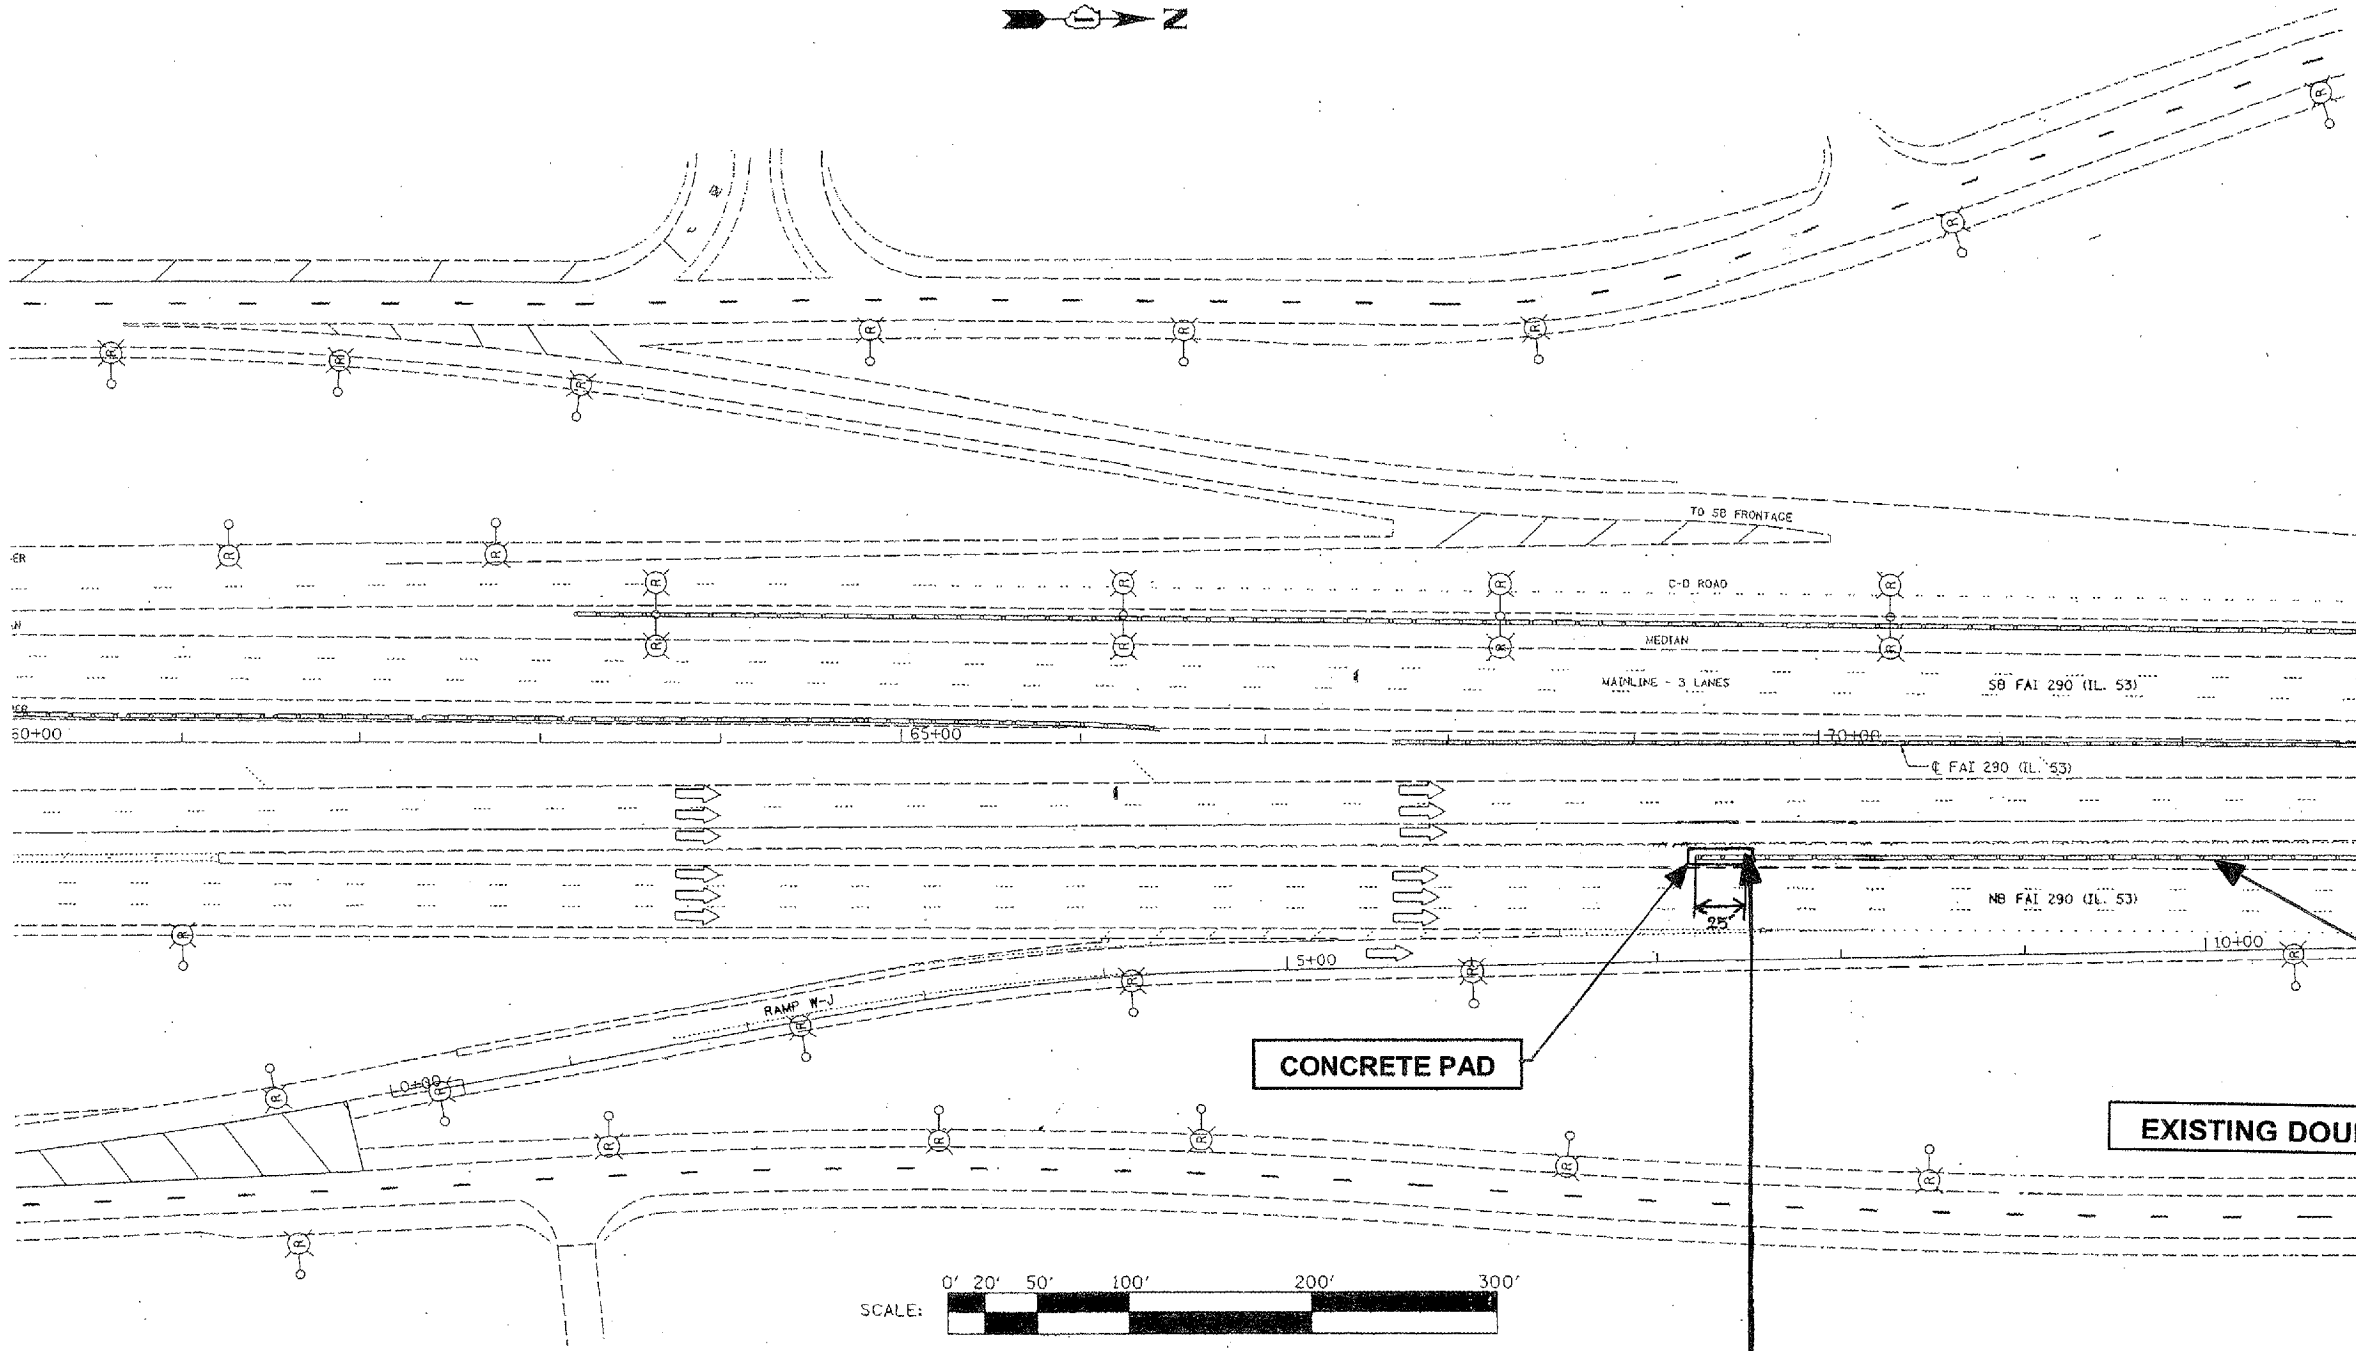 N
TO SB FRONTAGE
C-D ROAD
MEDIAN
MAINLINE - 3 LANES
SB FAI 290 (IL. 53)
60+00
65+00
70+00
℄ FAI 290 (IL. 53)
NB FAI 290 (IL. 53)
25'
10+00
5+00
RAMP W-J
0+00
CONCRETE PAD
EXISTING DOU
0' 20' 50' 100' 200' 300'
SCALE: